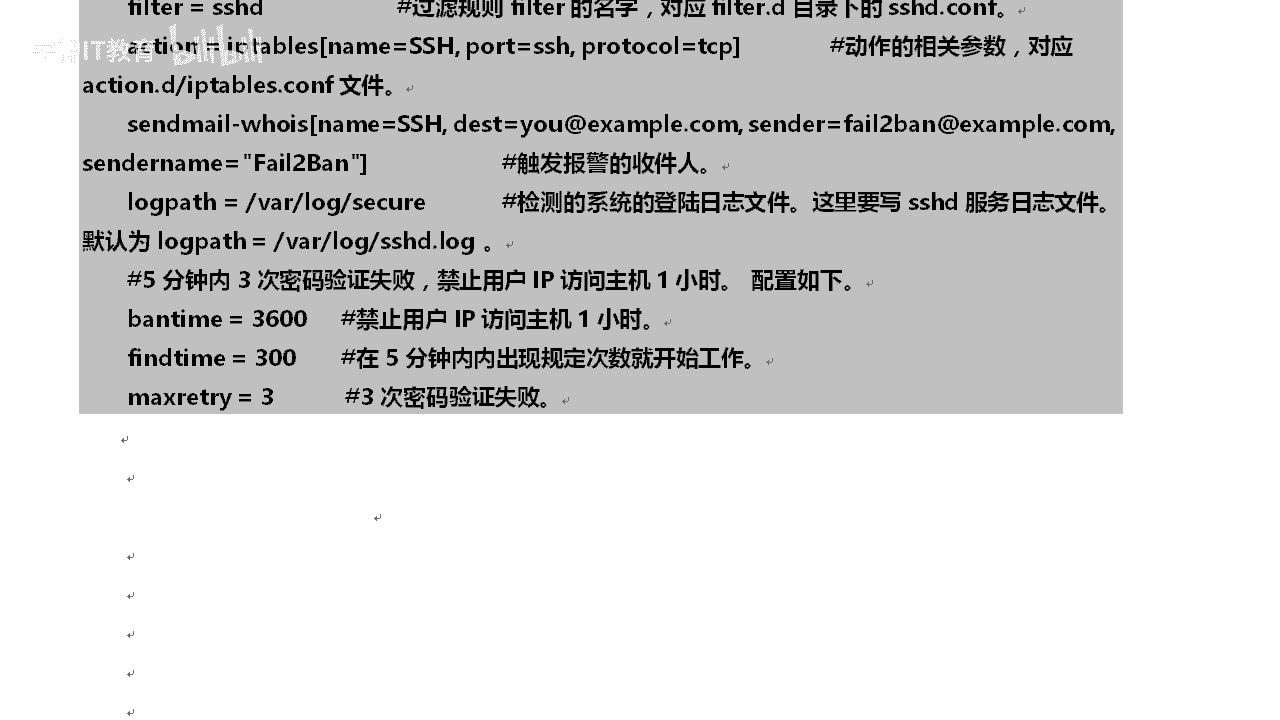 filter = sshd #过滤规则 filter 的名字，对应 filter.d 目录下的 sshd.conf。
IT教育 bilibili
action = iptables[name=SSH, port=ssh, protocol=tcp] #动作的相关参数，对应
action.d/iptables.conf 文件。
sendmail-whois[name=SSH, dest=you@example.com, sender=fail2ban@example.com,
sendername="Fail2Ban"] #触发报警的收件人。
logpath = /var/log/secure #检测的系统的登陆日志文件。这里要写 sshd 服务日志文件。
默认为 logpath = /var/log/sshd.log 。
#5 分钟内 3 次密码验证失败，禁止用户 IP 访问主机 1 小时。 配置如下。
bantime = 3600 #禁止用户 IP 访问主机 1 小时。
findtime = 300 #在 5 分钟内内出现规定次数就开始工作。
maxretry = 3 #3 次密码验证失败。